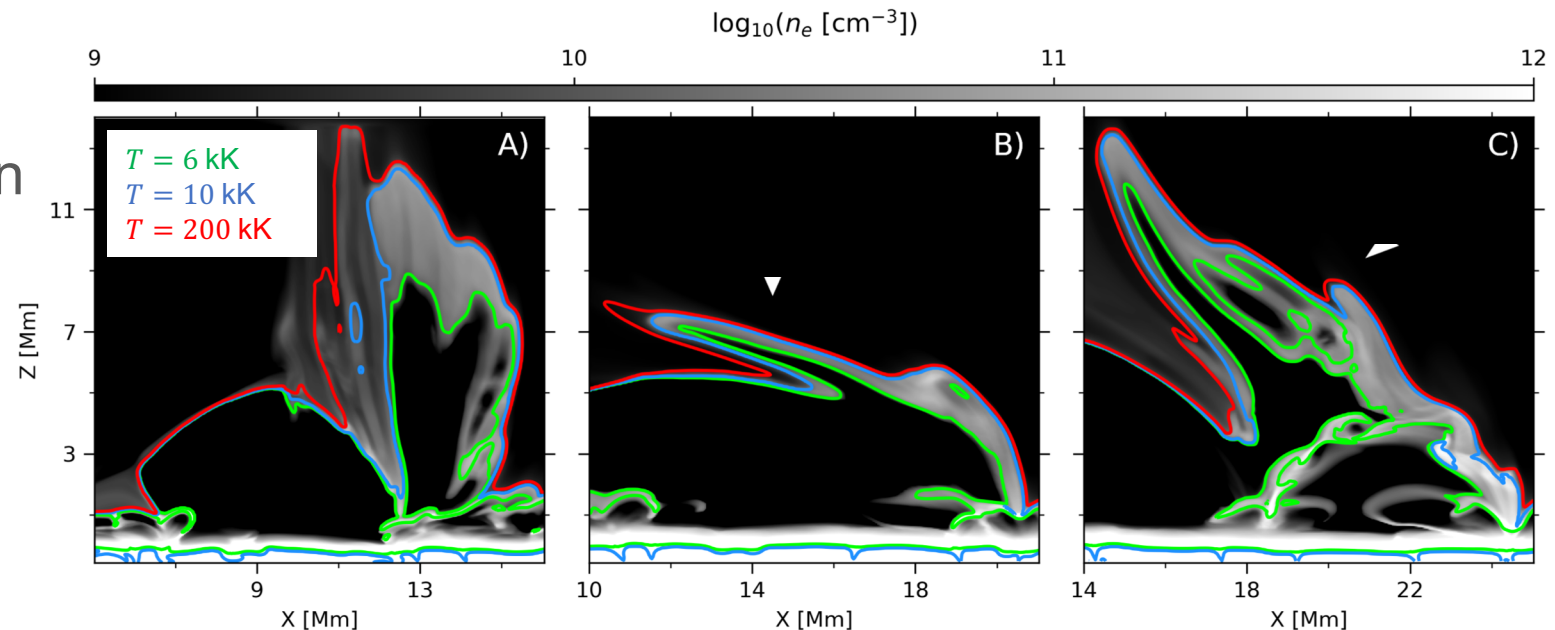 log₁₀(nₑ [cm⁻³])
9 10 11 12
n
A) B) C)
T = 6 kK
T = 10 kK
T = 200 kK
11
7
3
Z [Mm]
9 13 10 14 18 14 18 22
X [Mm] X [Mm] X [Mm]